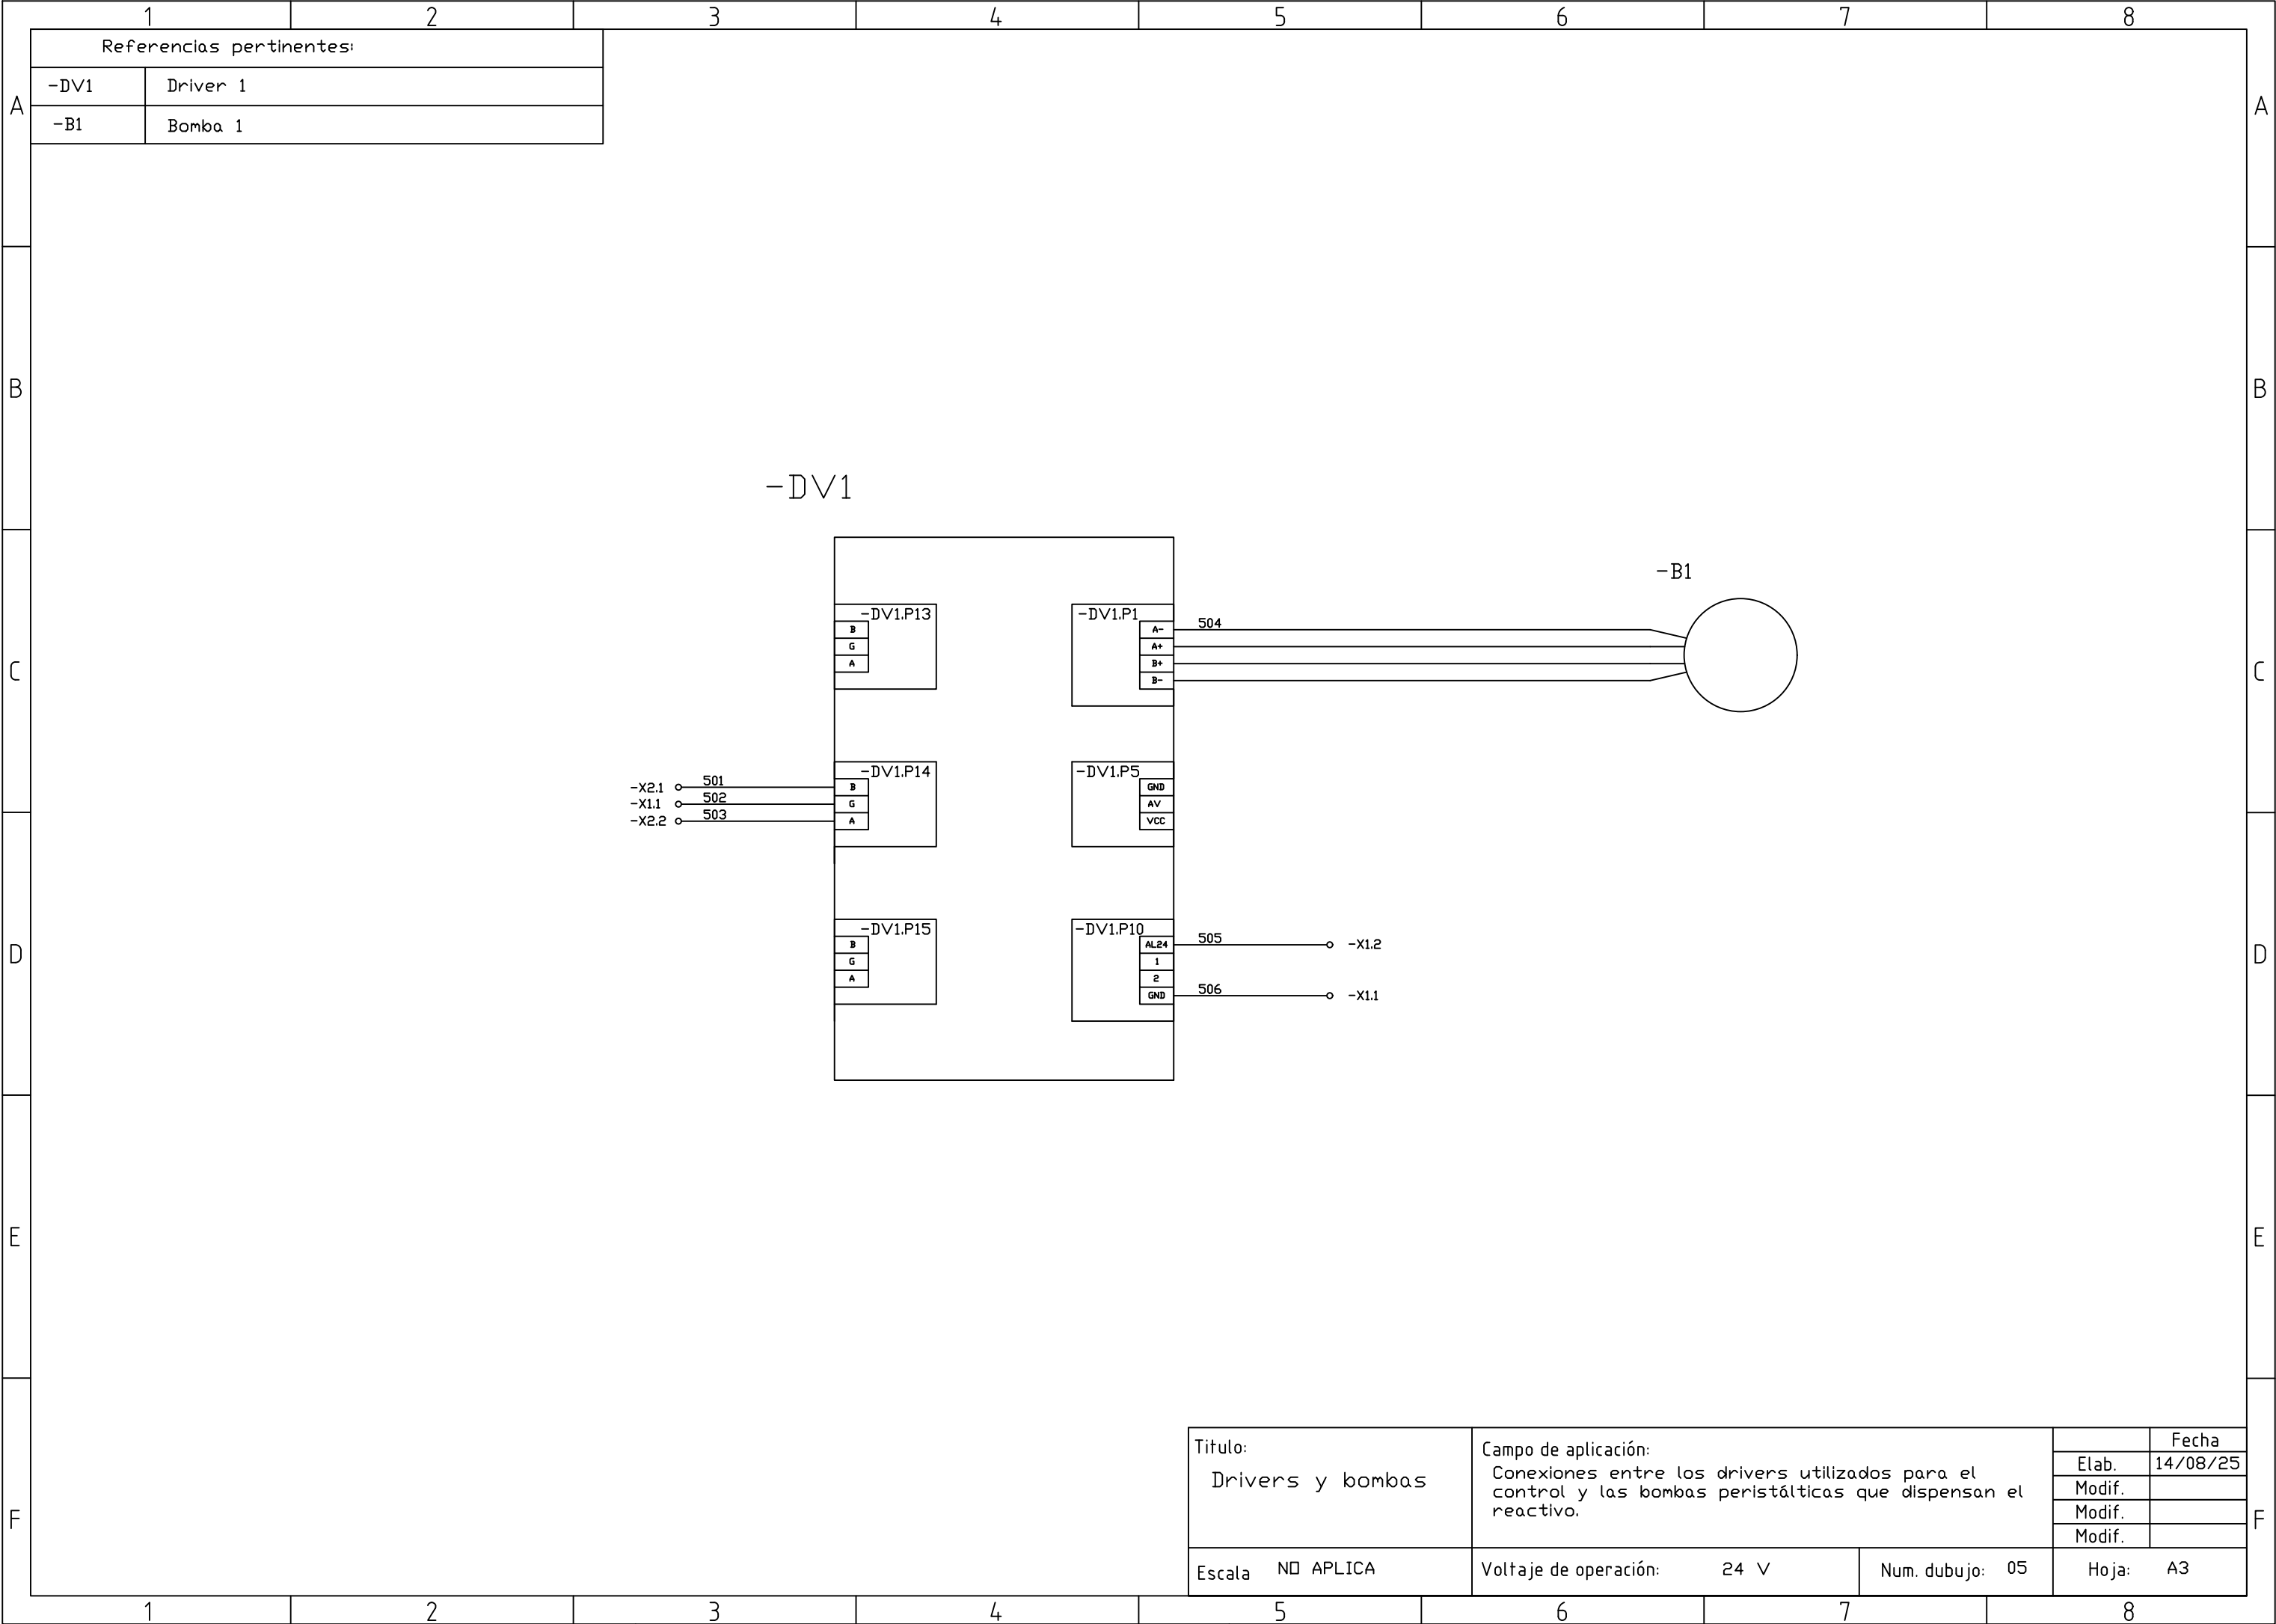 1 2 3 4 5 6 7 8
Referencias pertinentes:
-DV1 Driver 1
-B1 Bomba 1
A A
B B
-DV1
-B1
-DV1.P13
B
G
A
-DV1.P1
A- 504
A+
B+
B-
C C
-DV1.P14
-X2.1 501 B
-X1.1 502 G
-X2.2 503 A
-DV1.P5
GND
AV
VCC
-DV1.P15
B
G
A
-DV1.P10
AL24 505 -X1.2
1
2
GND 506 -X1.1
D D
E E
F F
Titulo:
Drivers y bombas
Campo de aplicación:
Conexiones entre los drivers utilizados para el
control y las bombas peristálticas que dispensan el
reactivo.
Fecha
Elab. 14/08/25
Modif.
Modif.
Modif.
Escala NO APLICA
Voltaje de operación: 24 V
Num. dubujo: 05
Hoja: A3
1 2 3 4 5 6 7 8